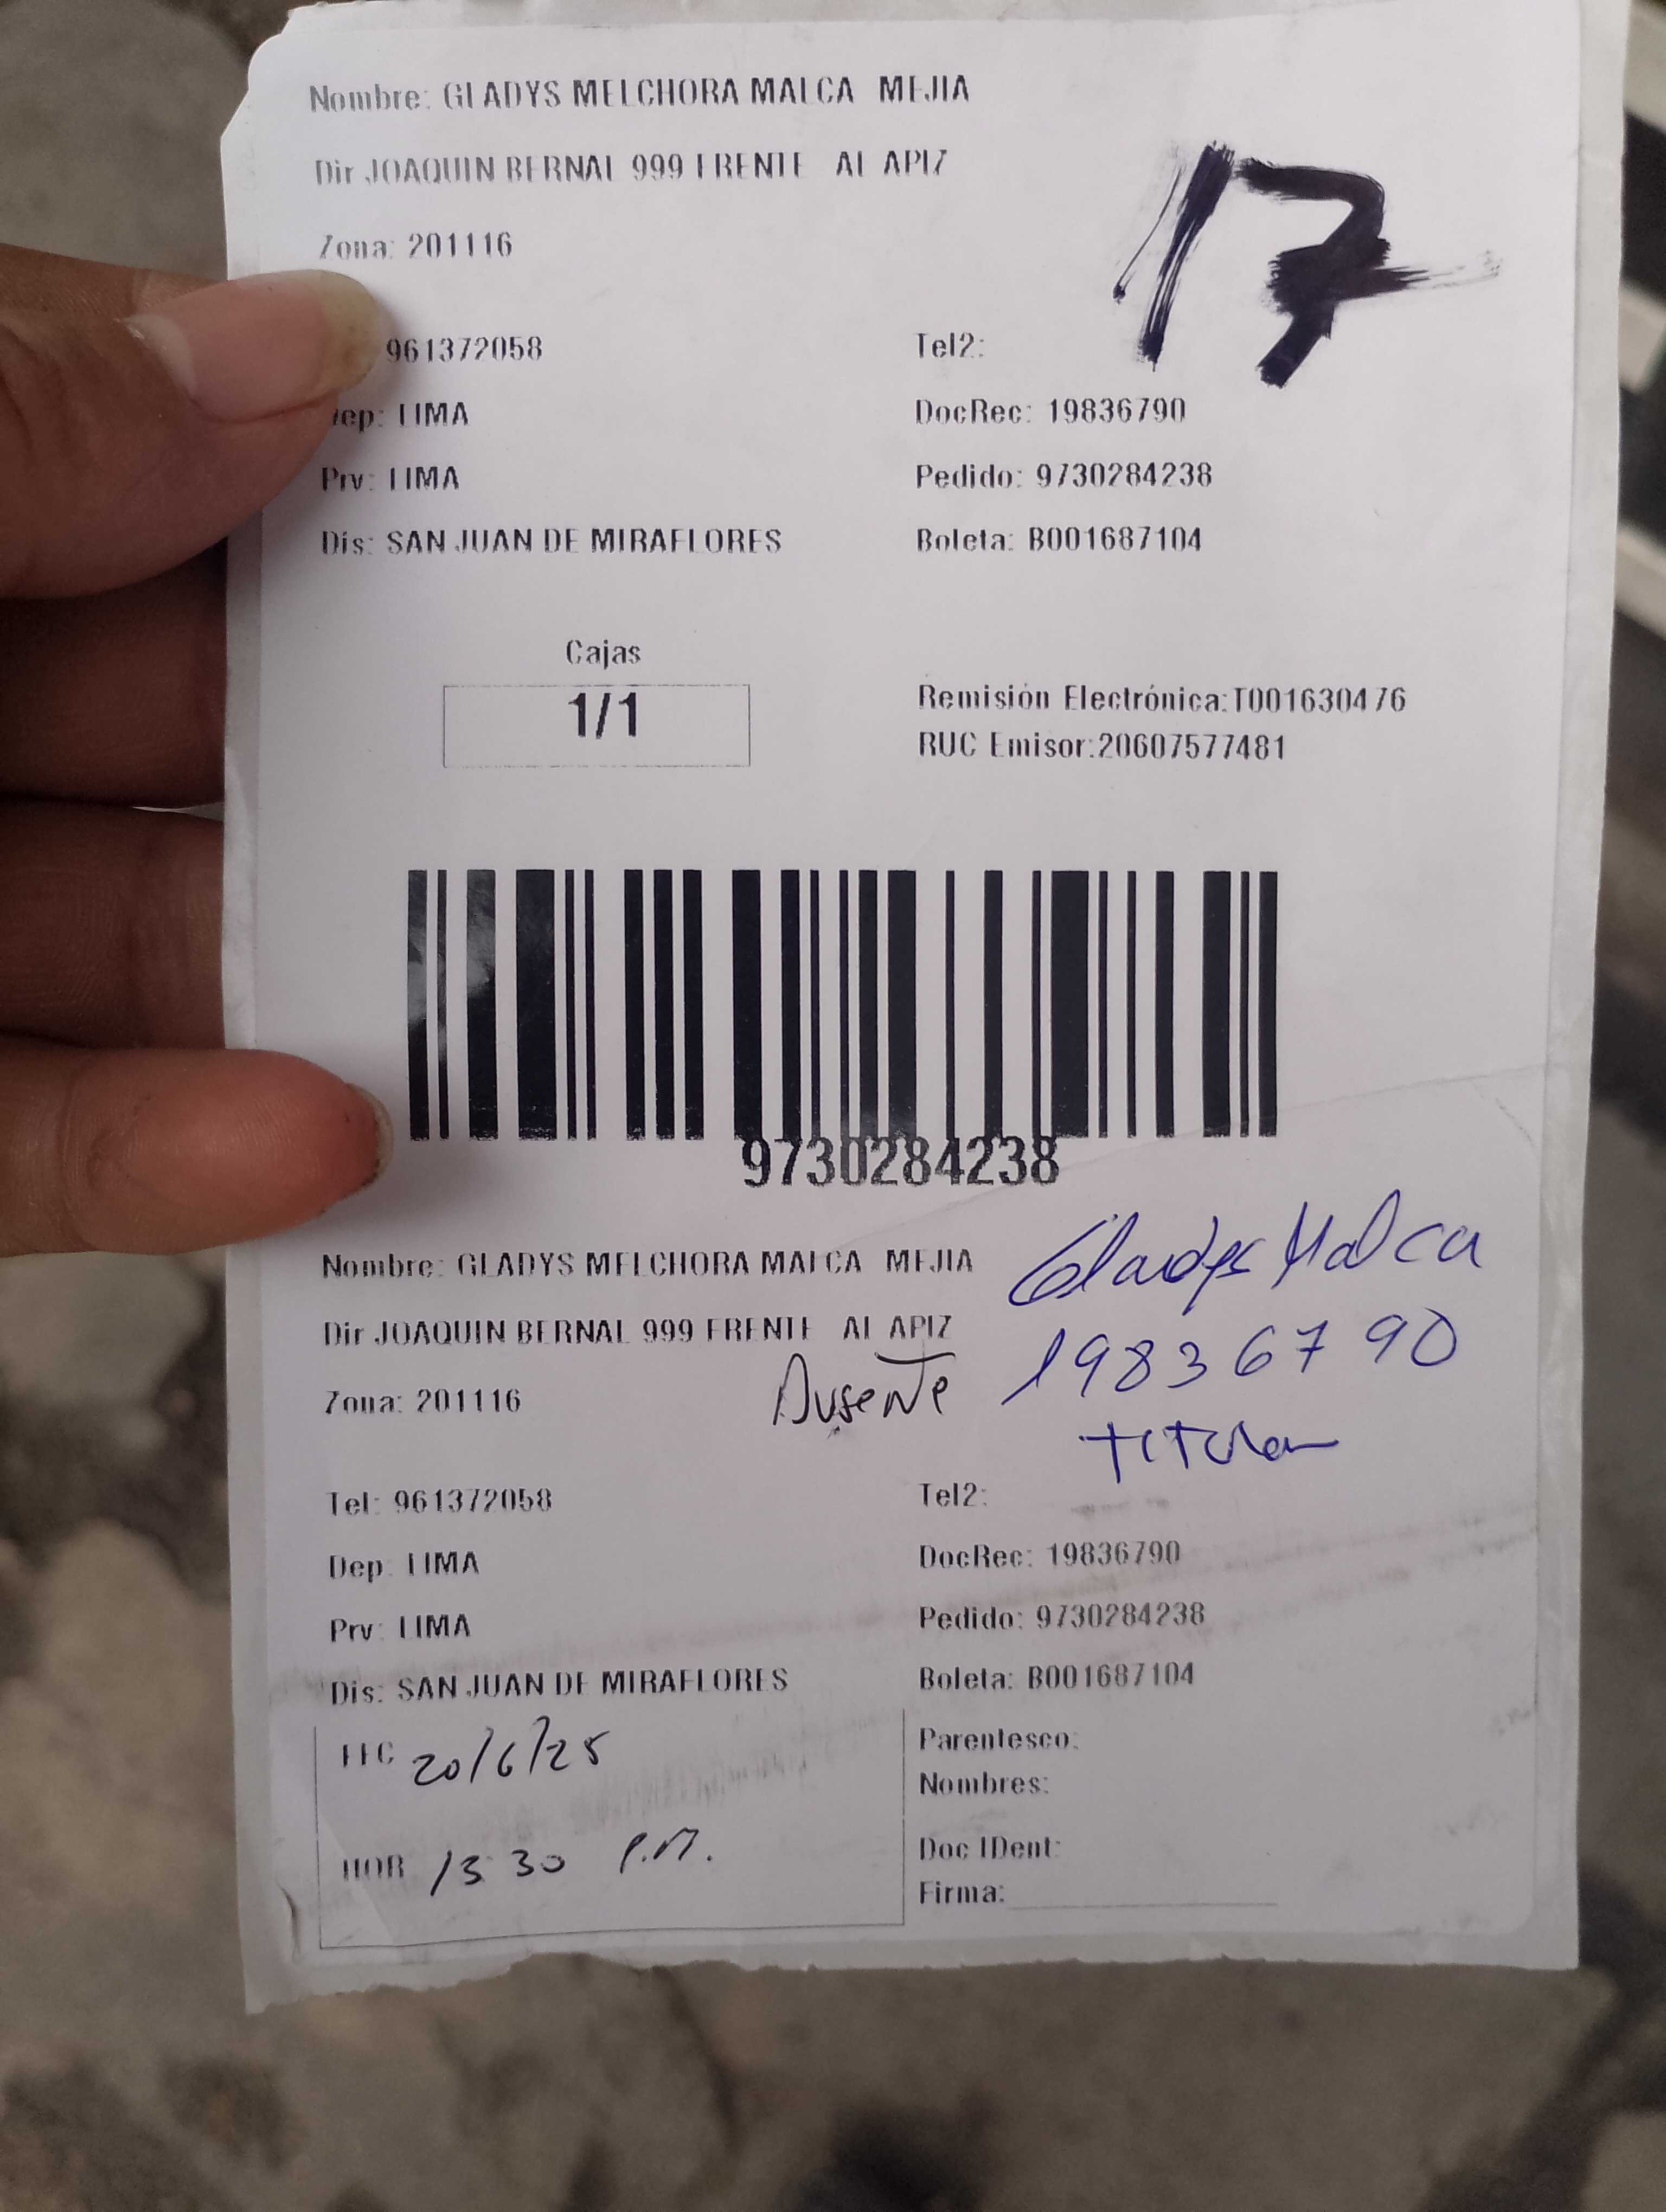 Nombre: GLADYS MELCHORA MALCA MEJIA
Dir JOAQUIN BERNAL 999 FRENTE AL APIZ
Zona: 201116
17
961372058 Tel2:
Dep: LIMA DocRec: 19836790
Prv: LIMA Pedido: 9730284238
Dis: SAN JUAN DE MIRAFLORES Boleta: B001687104
Cajas
1/1
Remisión Electrónica:T001630476
RUC Emisor:20607577481
9730284238
Nombre: GLADYS MELCHORA MALCA MEJIA
Gladys Malca
Dir JOAQUIN BERNAL 999 FRENTE AL APIZ
19836790
Zona: 201116
Ausente
titular
Tel: 961372058 Tel2:
Dep: LIMA DocRec: 19836790
Prv: LIMA Pedido: 9730284238
Dis: SAN JUAN DE MIRAFLORES Boleta: B001687104
FEC 20/6/25 Parentesco:
Nombres:
HOR 13 30 P.M. Doc IDent:
Firma: